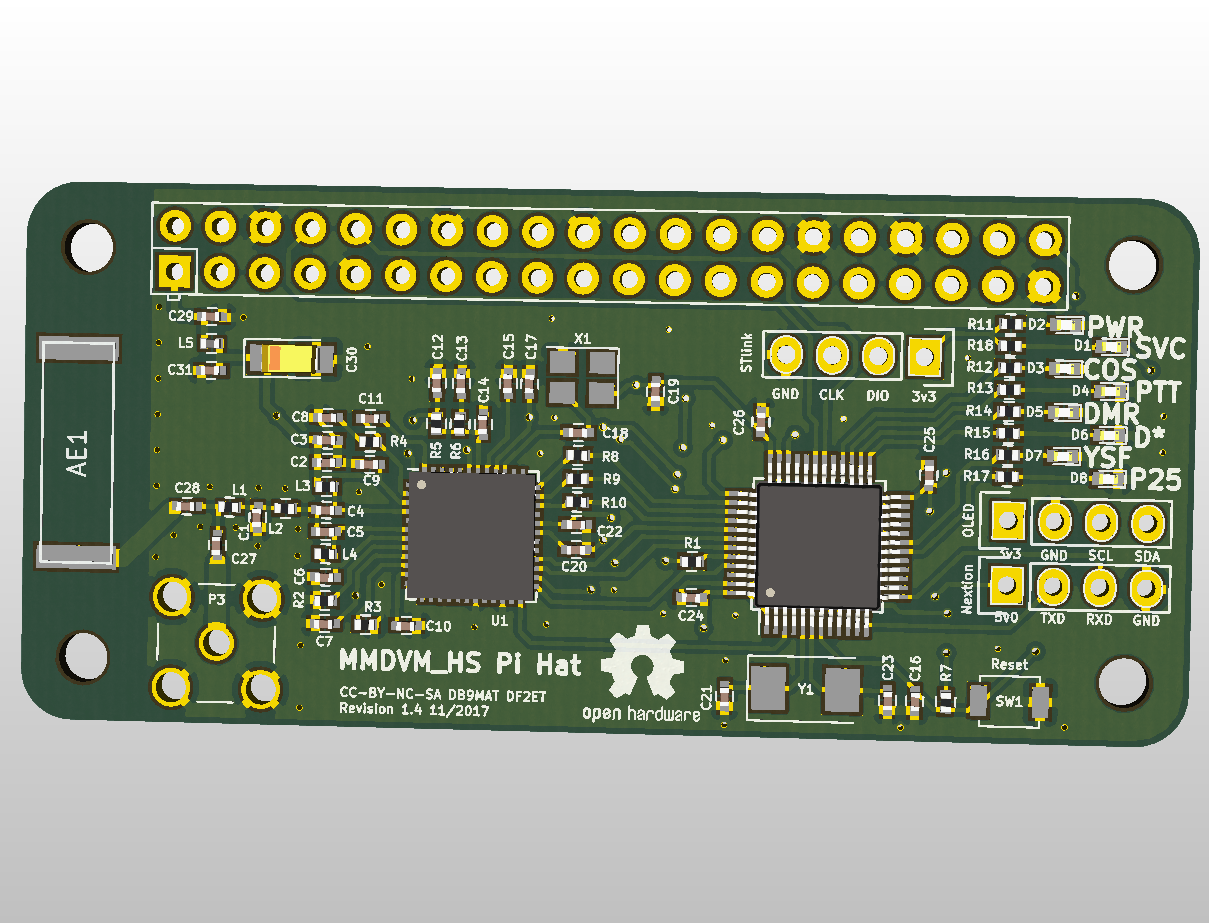 C29
L5
C31
C30
AE1
C12
C13
C15
C17
X1
C14
C19
STlink
GND CLK DIO 3v3
R11 D2 PWR
R18 D1 SVC
R12 D3 COS
R13 D4 PTT
R14 D5 DMR
R15 D6 D*
R16 D7 YSF
R17 D8 P25
C8
C11
C3
R4
C2
C9
R5
R6
C18
R8
R9
R10
C22
C20
C26
C25
L3
C28
L1
C1
L2
C27
C4
C5
L4
C6
R2
C7
R3
C10
U1
R1
C24
OLED
3v3 GND SCL SDA
Nextion
5v0 TXD RXD GND
P3
MMDVM_HS Pi Hat
CC-BY-NC-SA DB9MAT DF2ET
Revision 1.4 11/2017
open hardware
C21
Y1
C23
C16
R7
Reset
SW1